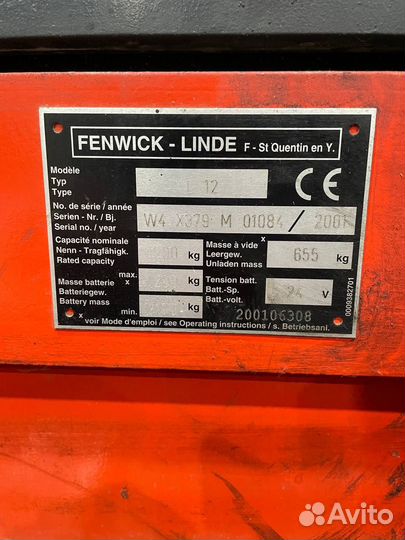 FENWICK - LINDE F - St Quentin en Y.
Modèle
Typ
Type
L 12
CE
No. de série / année
Serien - Nr. / Bj.
Serial no. / year
W4 X379 M 01084 / 2001
Capacité nominale
Nenn - Tragfähigk.
Rated capacity
kg
Masse à vide x
Leergew.
Unladen mass
655 kg
max.
Masse batterie x
Batteriegew.
Battery mass
min.
kg
kg
Tension batt.
Batt.-Sp.
Batt.-volt.
24 V
200106308
x voir Mode d'emploi / see Operating instructions / s. Betriebsanl.
0009382701
Avito